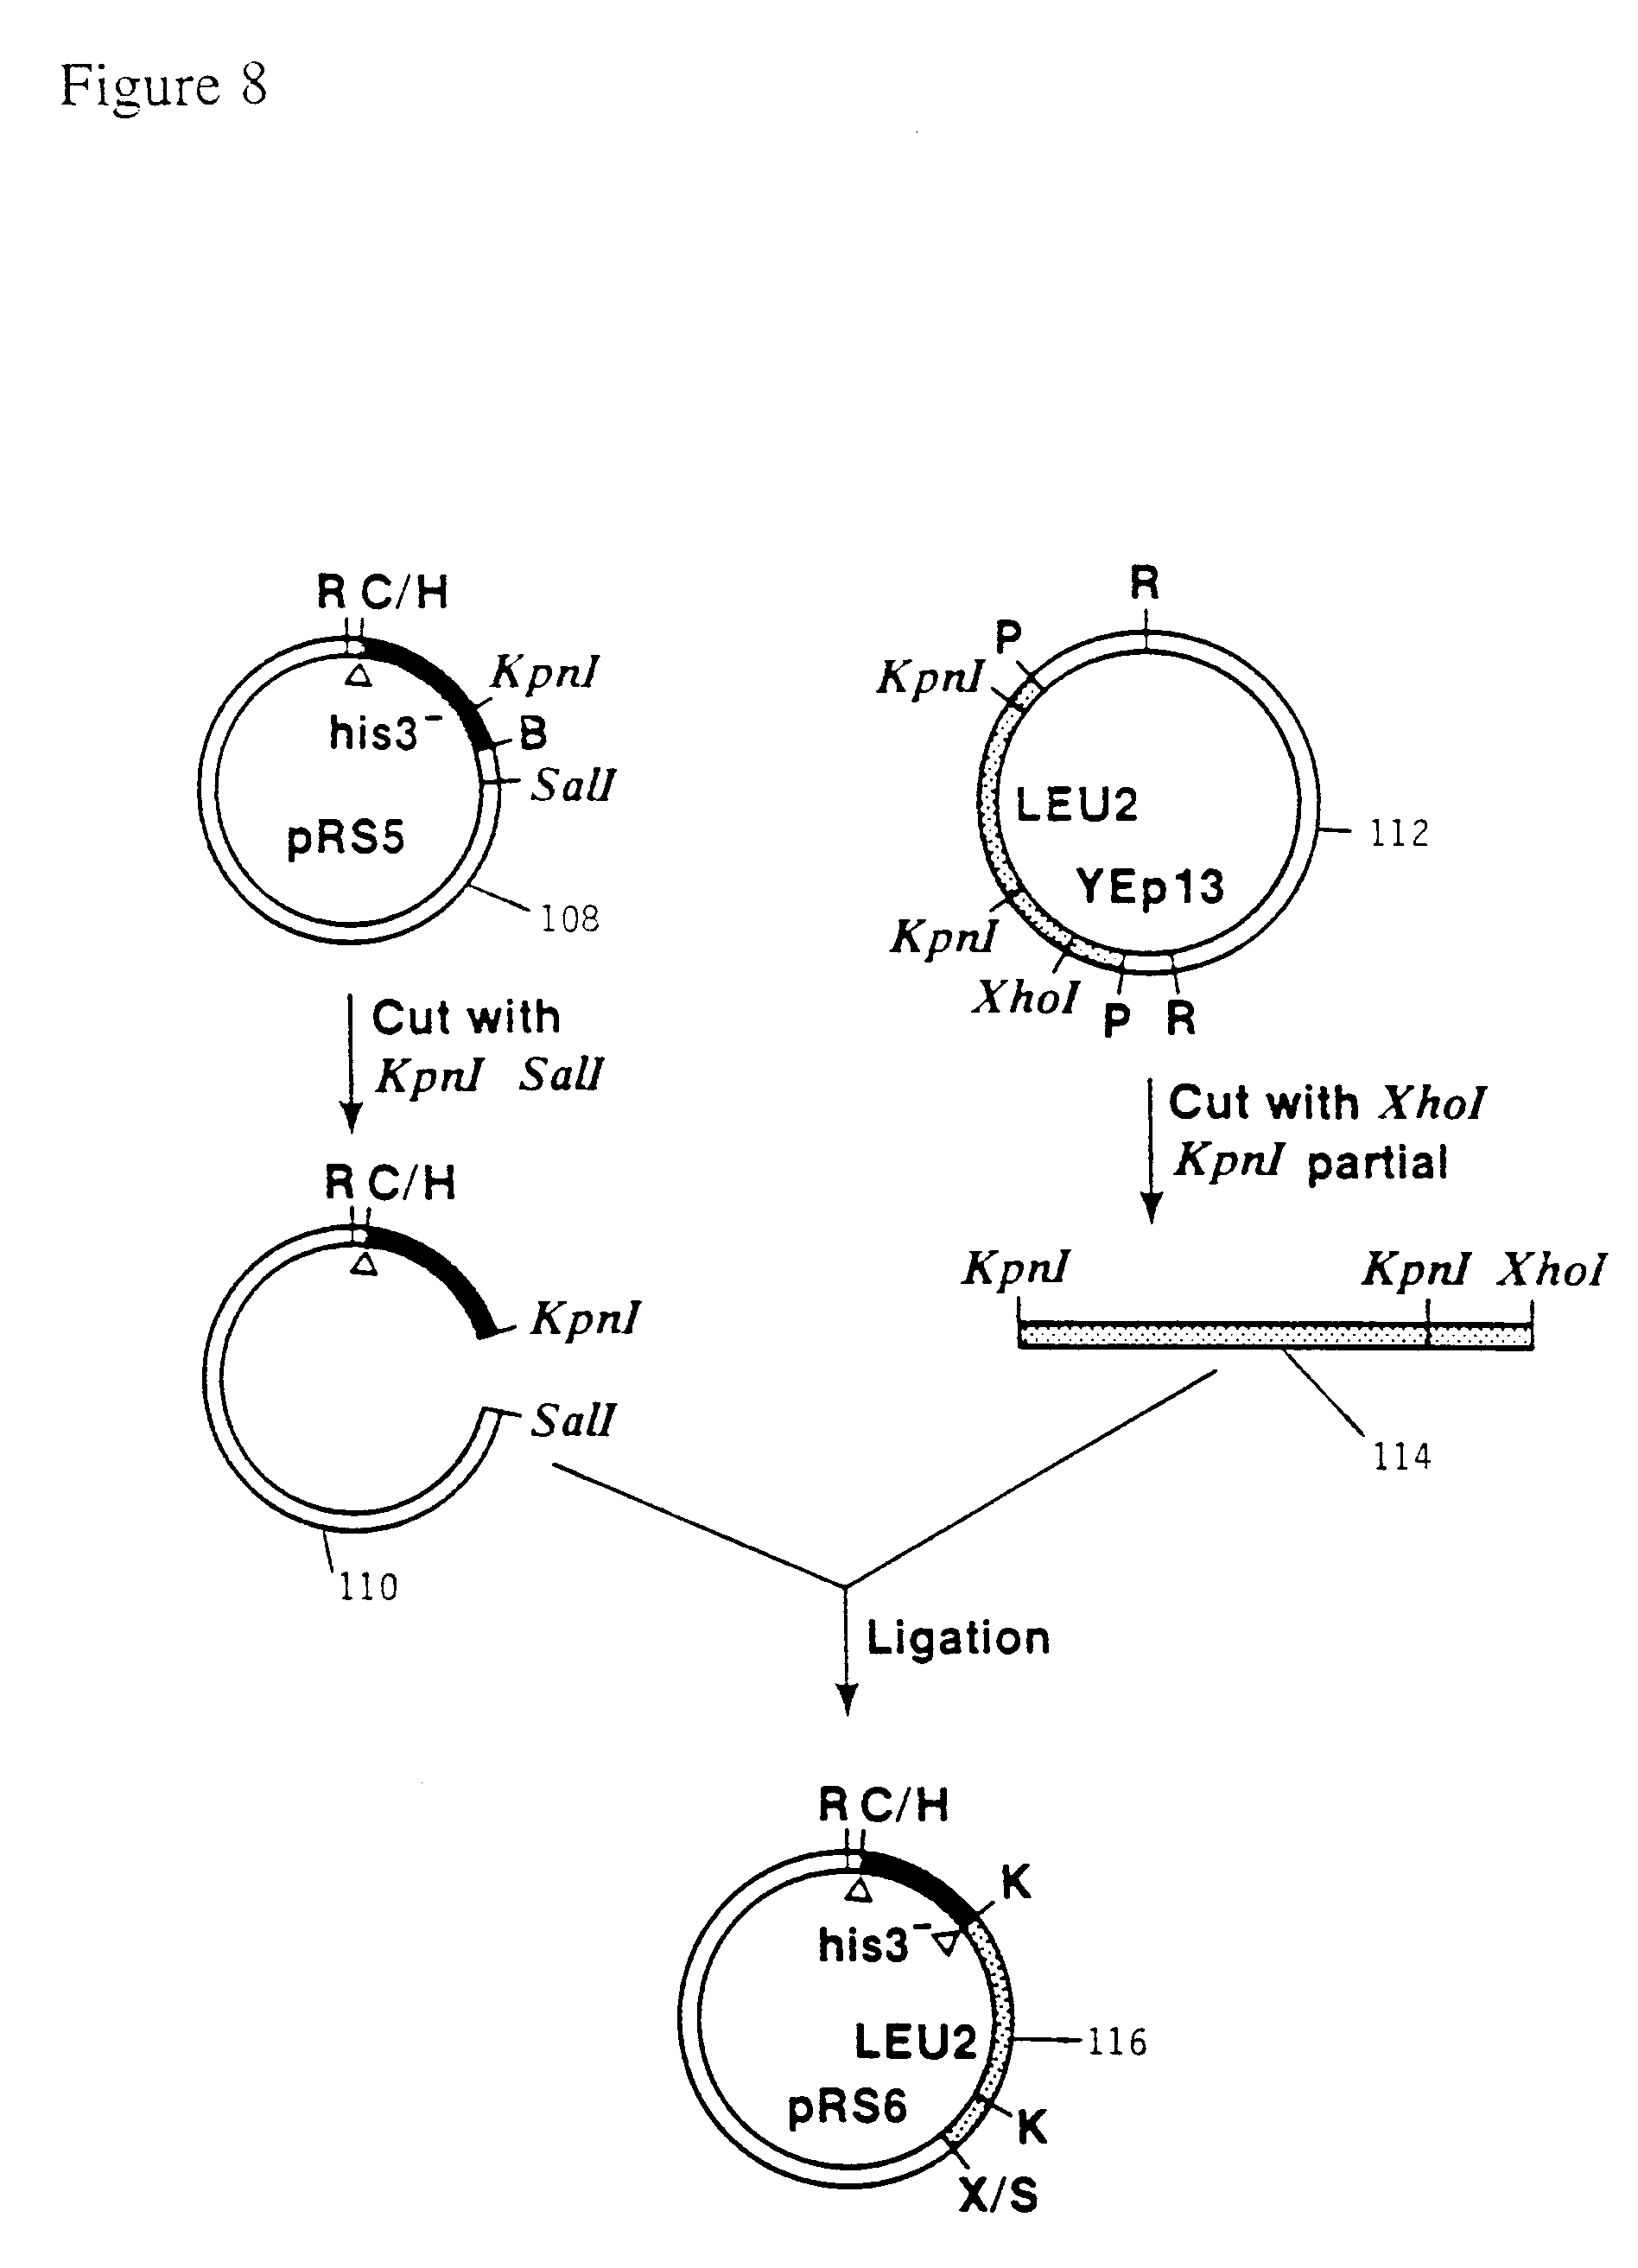 Figure 8
R C/H
KpnI
his3⁻
B
SalI
pRS5
108
Cut with
KpnI SalI
R C/H
KpnI
SalI
110
R
P
KpnI
LEU2
112
YEp13
KpnI
XhoI
P R
Cut with XhoI
KpnI partial
KpnI KpnI XhoI
114
Ligation
R C/H
K
his3⁻
LEU2
116
pRS6
K
X/S